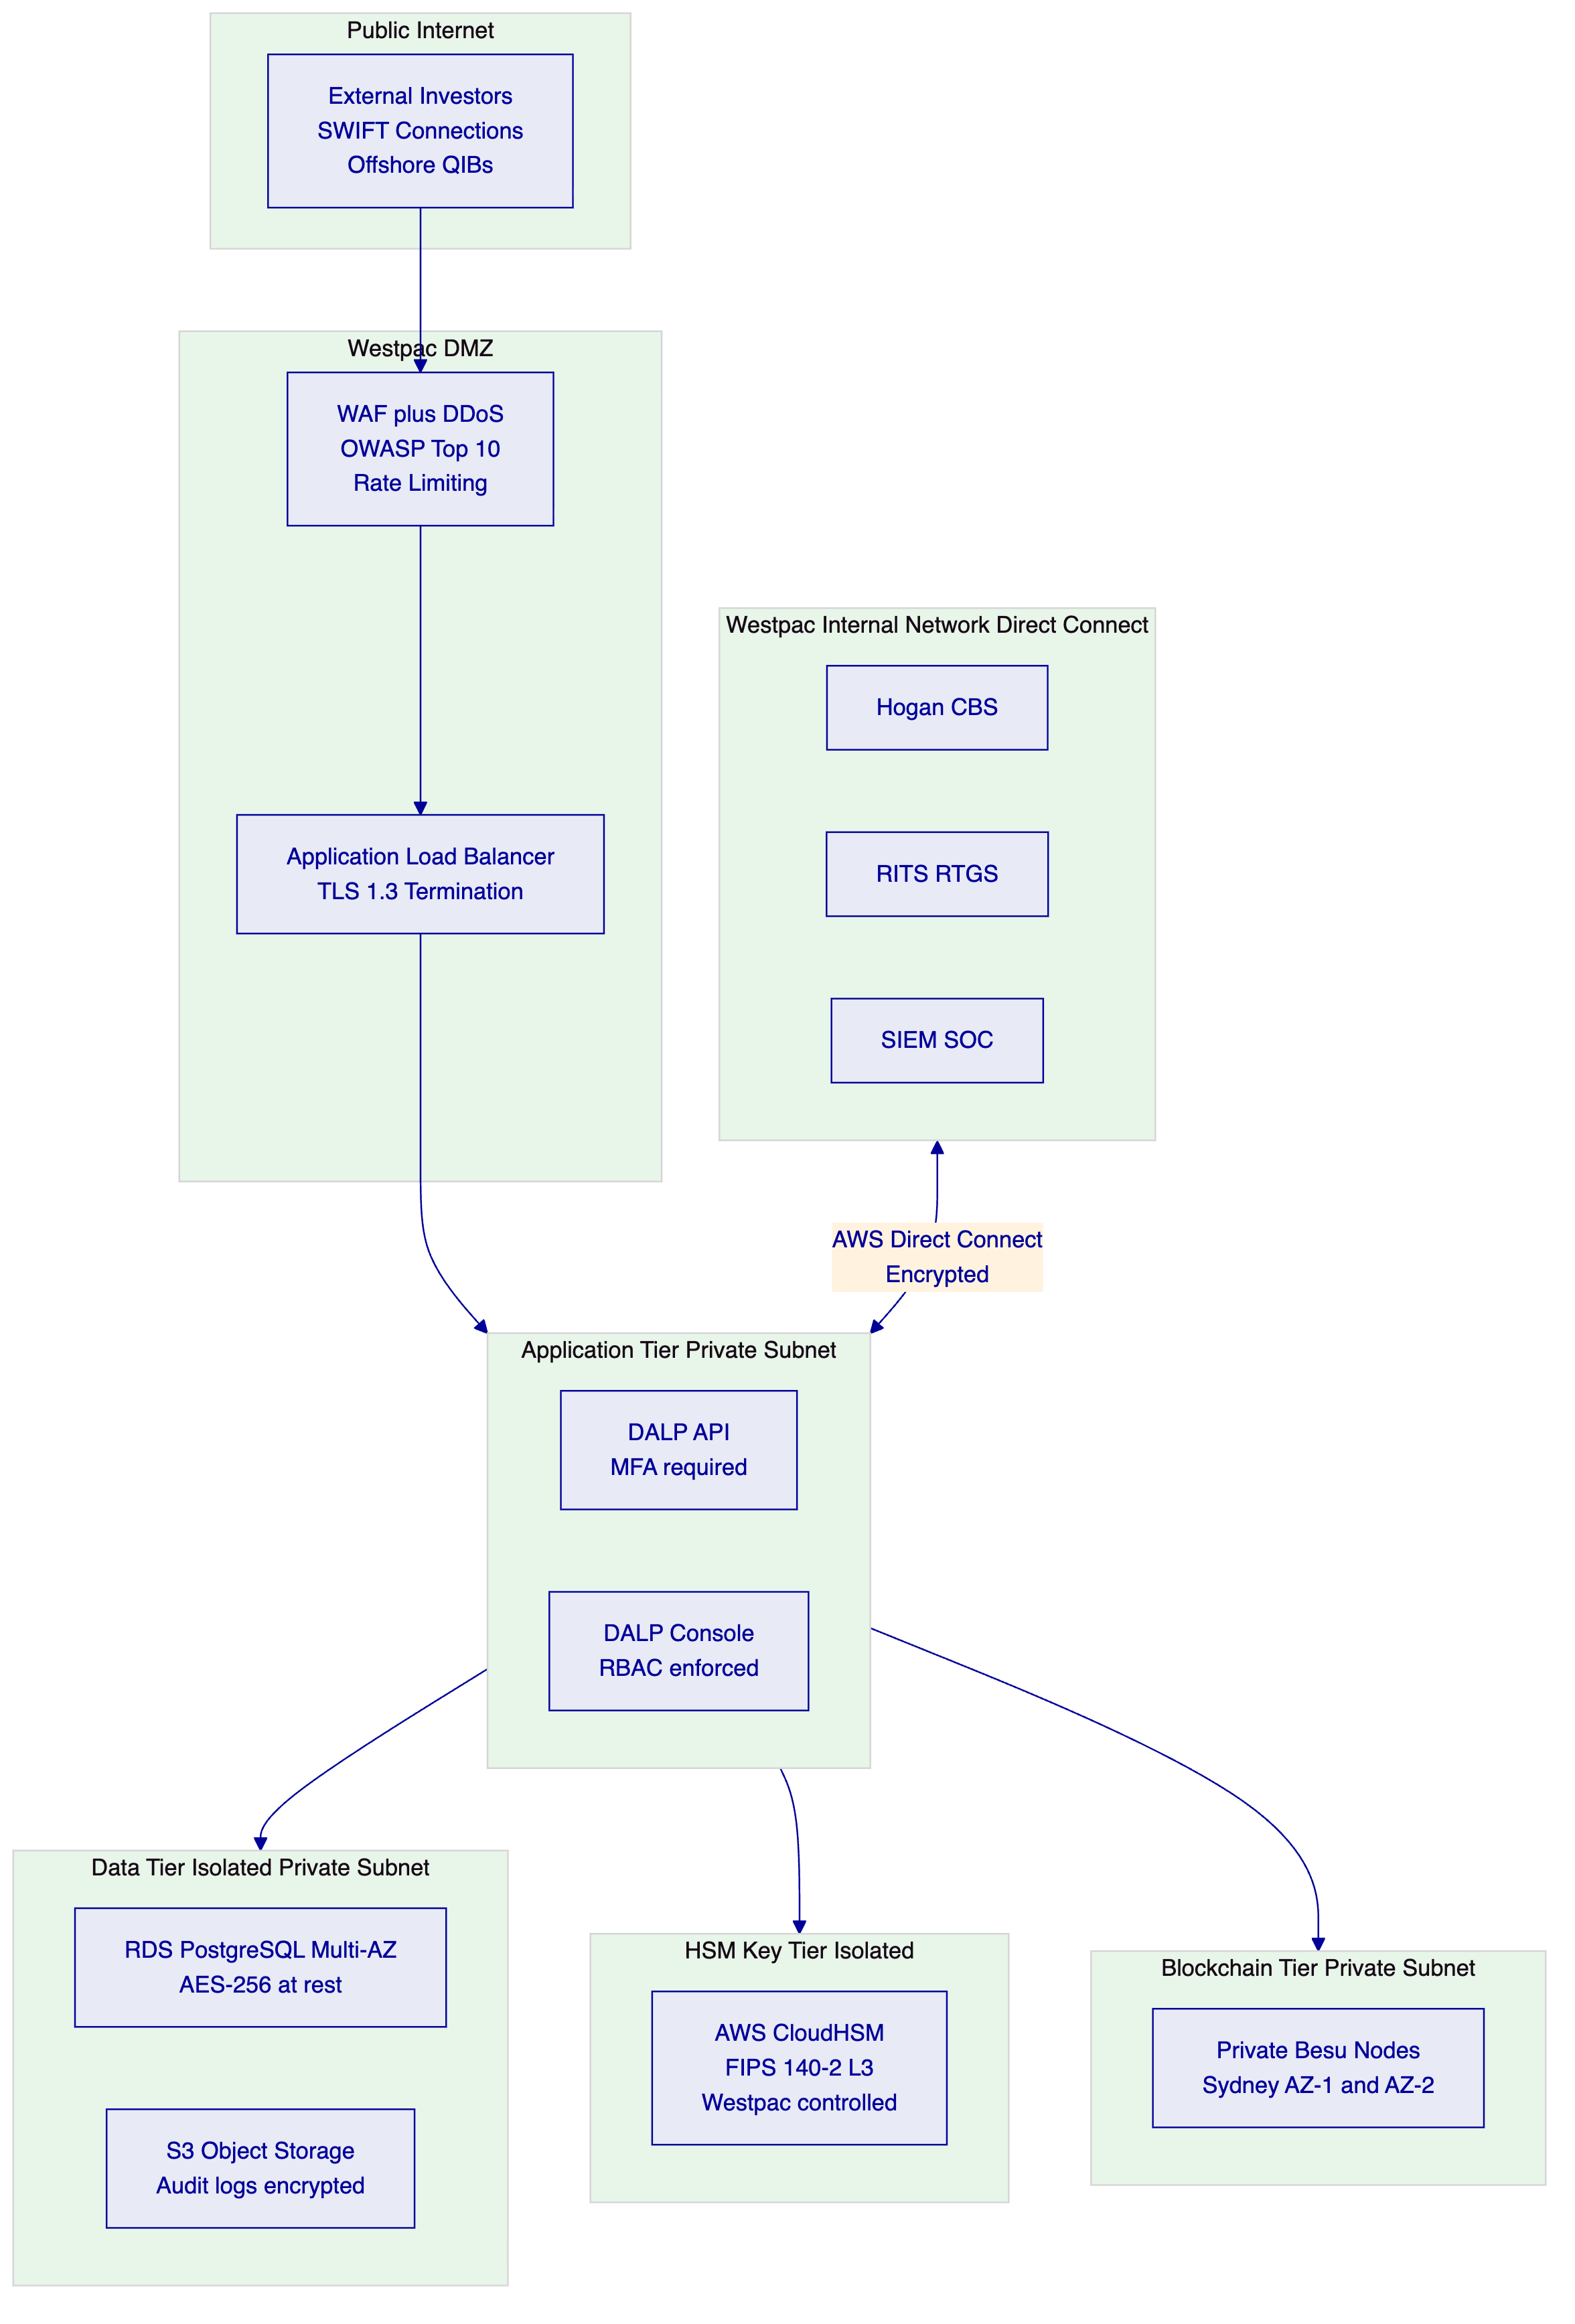 Public Internet
External Investors
SWIFT Connections
Offshore QIBs
Westpac DMZ
WAF plus DDoS
OWASP Top 10
Rate Limiting
Application Load Balancer
TLS 1.3 Termination
Westpac Internal Network Direct Connect
Hogan CBS
RITS RTGS
SIEM SOC
AWS Direct Connect
Encrypted
Application Tier Private Subnet
DALP API
MFA required
DALP Console
RBAC enforced
Data Tier Isolated Private Subnet
RDS PostgreSQL Multi-AZ
AES-256 at rest
S3 Object Storage
Audit logs encrypted
HSM Key Tier Isolated
AWS CloudHSM
FIPS 140-2 L3
Westpac controlled
Blockchain Tier Private Subnet
Private Besu Nodes
Sydney AZ-1 and AZ-2